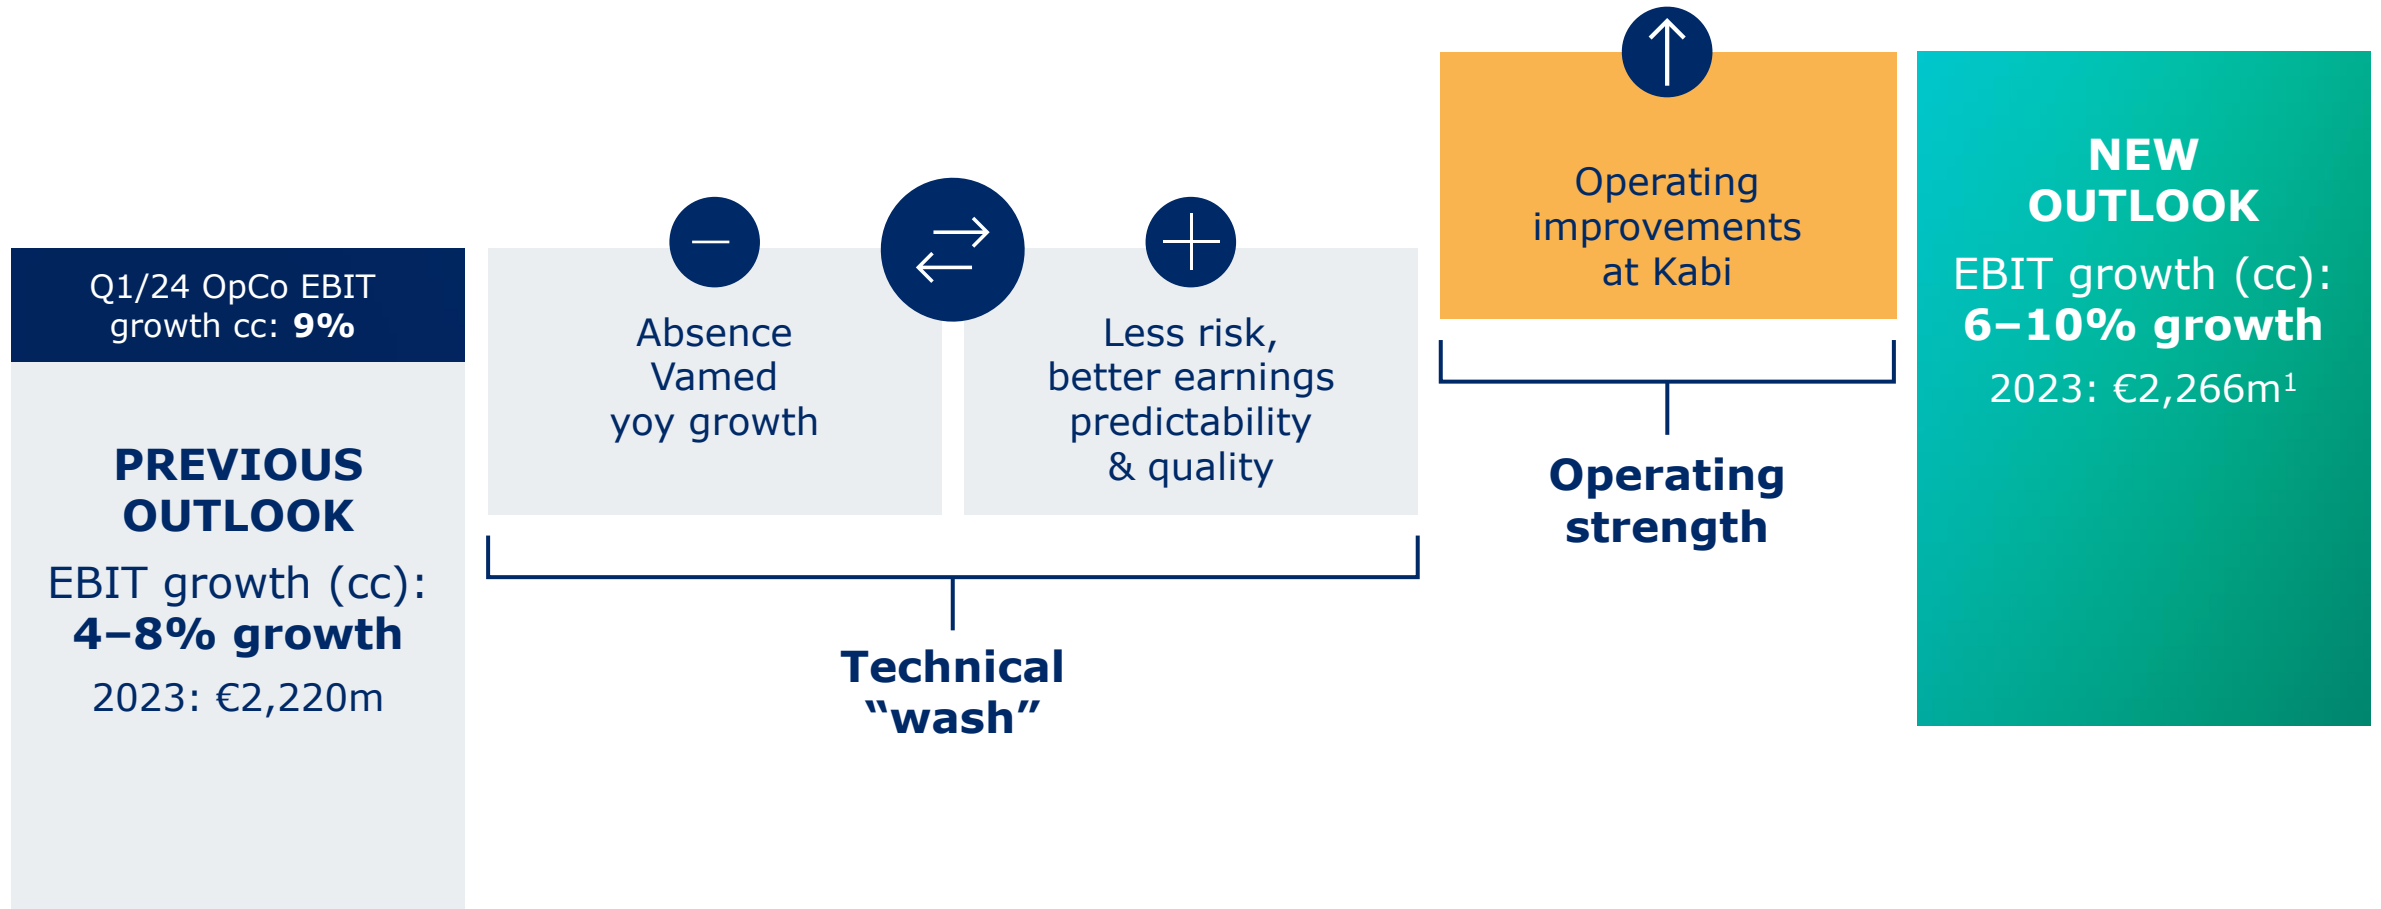 Q1/24 OpCo EBIT
growth cc: 9%
PREVIOUS
OUTLOOK
EBIT growth (cc):
4–8% growth
2023: €2,220m
Absence
Vamed
yoy growth
Less risk,
better earnings
predictability
& quality
Technical
“wash”
Operating
improvements
at Kabi
Operating
strength
NEW
OUTLOOK
EBIT growth (cc):
6–10% growth
2023: €2,266m¹